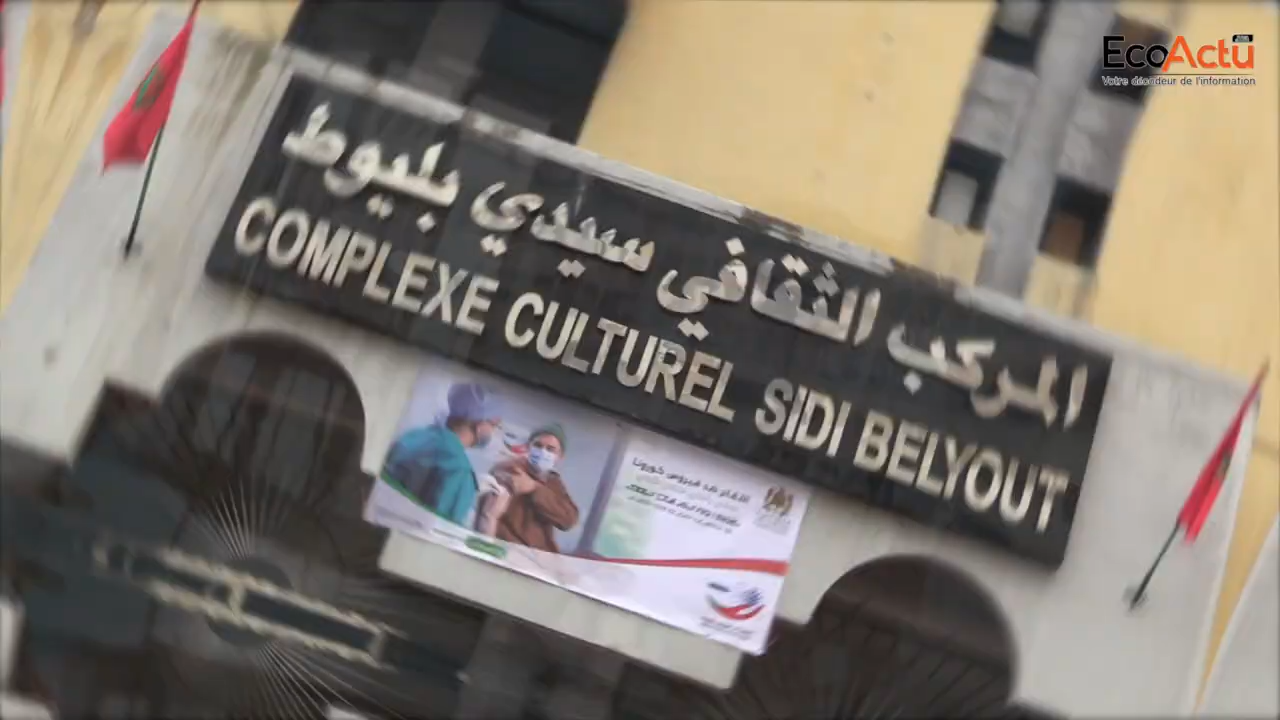 EcoActu
Votre décodeur de l'information
المركب الثقافي سيدي بليوط
COMPLEXE CULTUREL SIDI BELYOUT